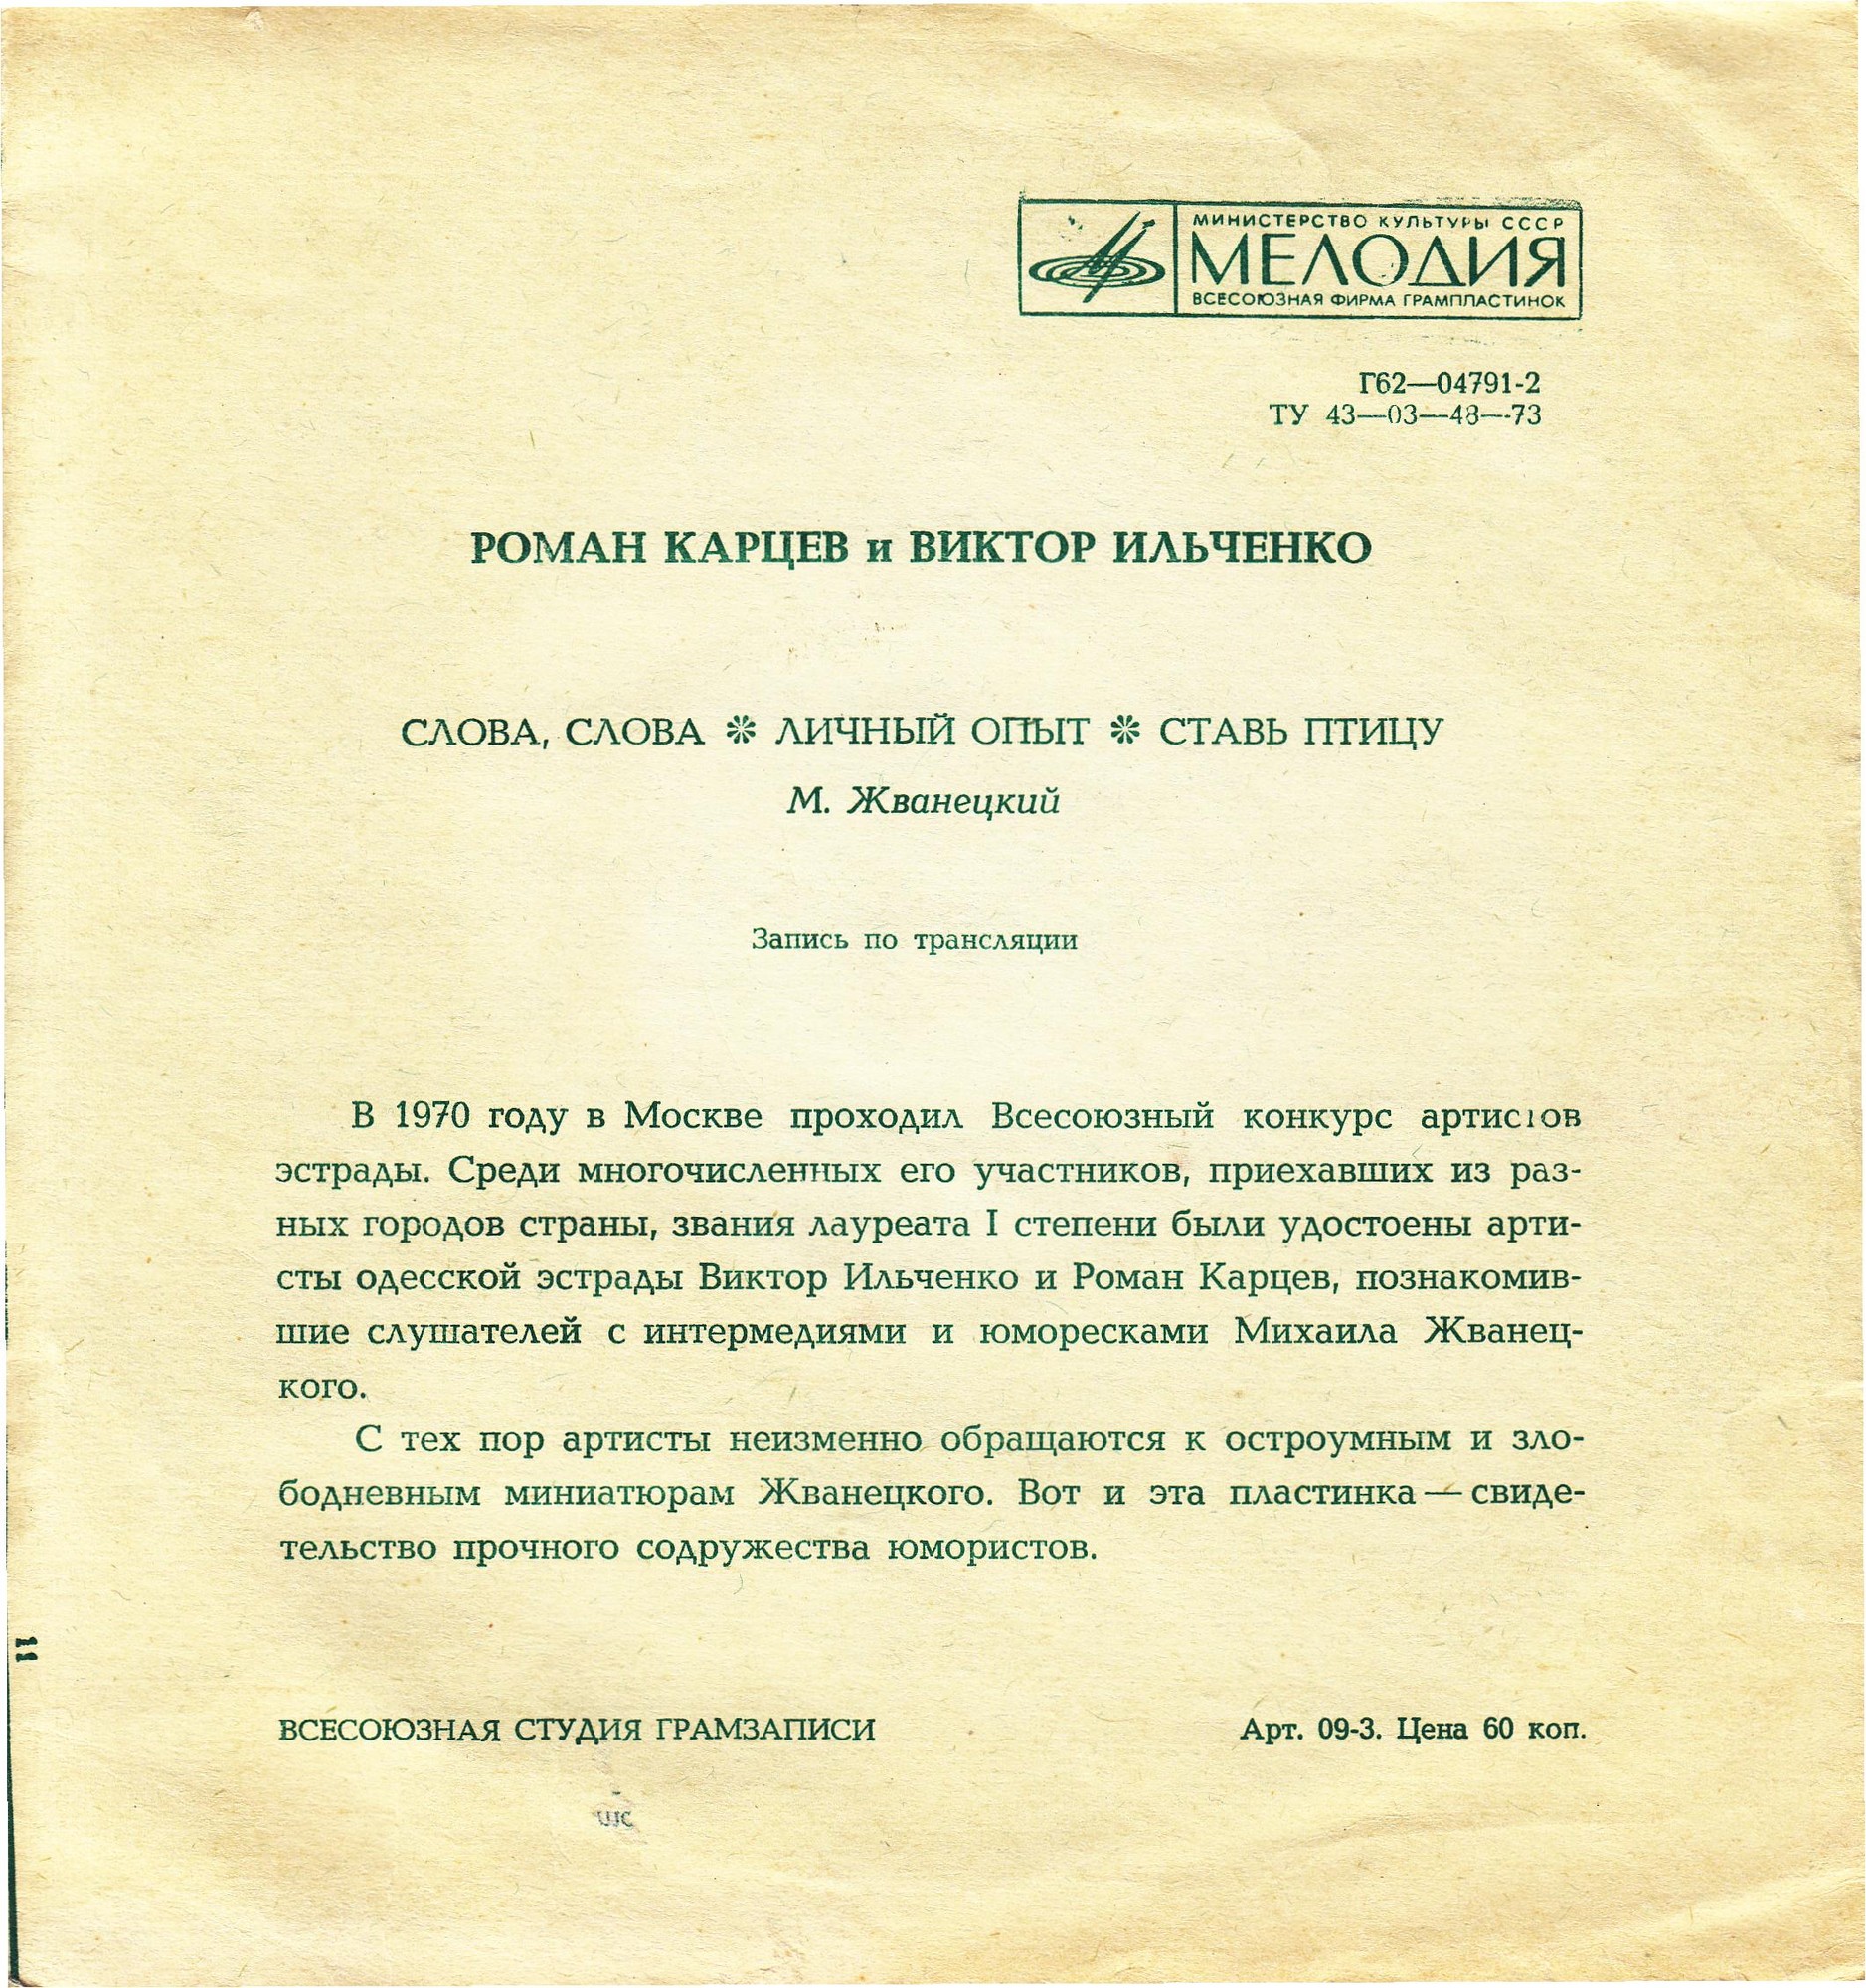 МИНИСТЕРСТВО КУЛЬТУРЫ СССР
МЕЛОДИЯ
ВСЕСОЮЗНАЯ ФИРМА ГРАМПЛАСТИНОК
Г62—04791-2
ТУ 43—03—48—73
РОМАН КАРЦЕВ и ВИКТОР ИЛЬЧЕНКО
СЛОВА, СЛОВА ❋ ЛИЧНЫЙ ОПЫТ ❋ СТАВЬ ПТИЦУ
М. Жванецкий
Запись по трансляции
В 1970 году в Москве проходил Всесоюзный конкурс артистов
эстрады. Среди многочисленных его участников, приехавших из раз-
ных городов страны, звания лауреата I степени были удостоены арти-
сты одесской эстрады Виктор Ильченко и Роман Карцев, познакомив-
шие слушателей с интермедиями и юморесками Михаила Жванец-
кого.
С тех пор артисты неизменно обращаются к остроумным и зло-
бодневным миниатюрам Жванецкого. Вот и эта пластинка — свиде-
тельство прочного содружества юмористов.
11
ВСЕСОЮЗНАЯ СТУДИЯ ГРАМЗАПИСИ
Арт. 09-3. Цена 60 коп.